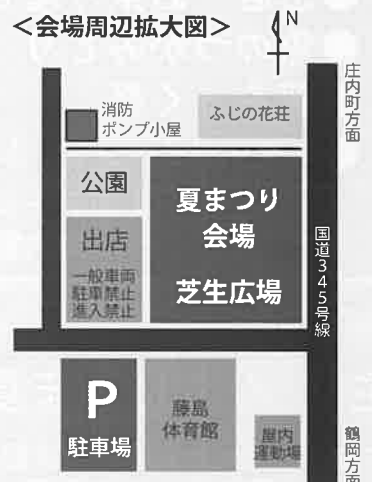 ＜会場周辺拡大図＞
N
庄内町方面
消防
ポンプ小屋
ふじの花荘
公園
夏まつり
会場
芝生広場
出店
一般車両
駐車禁止
進入禁止
国道345号線
P
駐車場
藤島
体育館
屋内
運動場
鶴岡方面